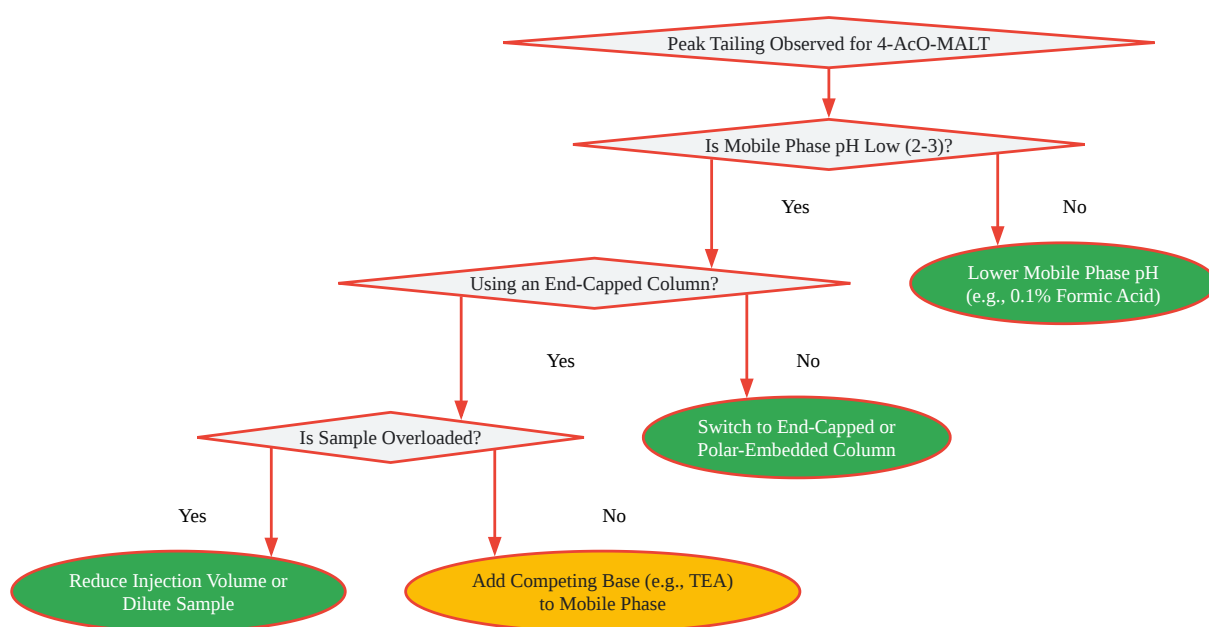 Peak Tailing Observed for 4-AcO-MALT
Is Mobile Phase pH Low (2-3)?
Yes
No
Lower Mobile Phase pH
(e.g., 0.1% Formic Acid)
Using an End-Capped Column?
Yes
No
Switch to End-Capped or
Polar-Embedded Column
Is Sample Overloaded?
Yes
No
Reduce Injection Volume or
Dilute Sample
Add Competing Base (e.g., TEA)
to Mobile Phase